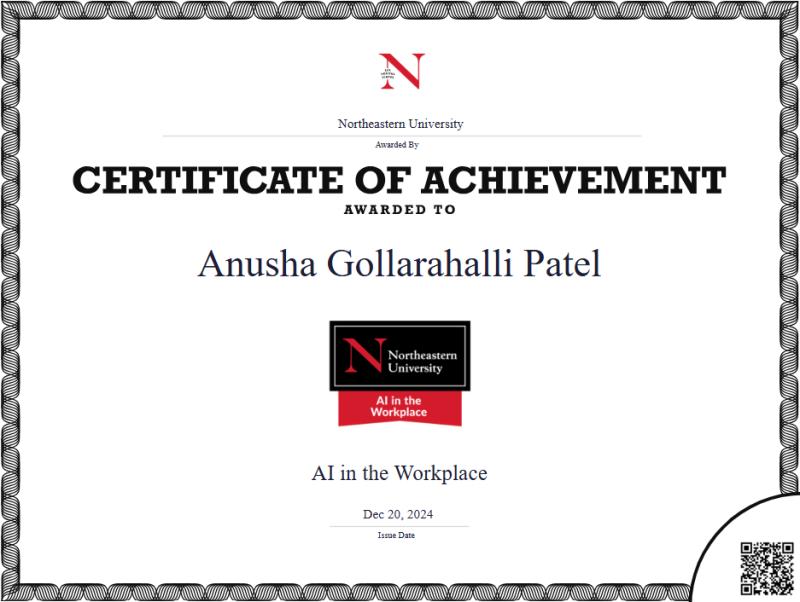 N
Northeastern University
Awarded By
CERTIFICATE OF ACHIEVEMENT
AWARDED TO
Anusha Gollarahalli Patel
N Northeastern
University
AI in the
Workplace
AI in the Workplace
Dec 20, 2024
Issue Date